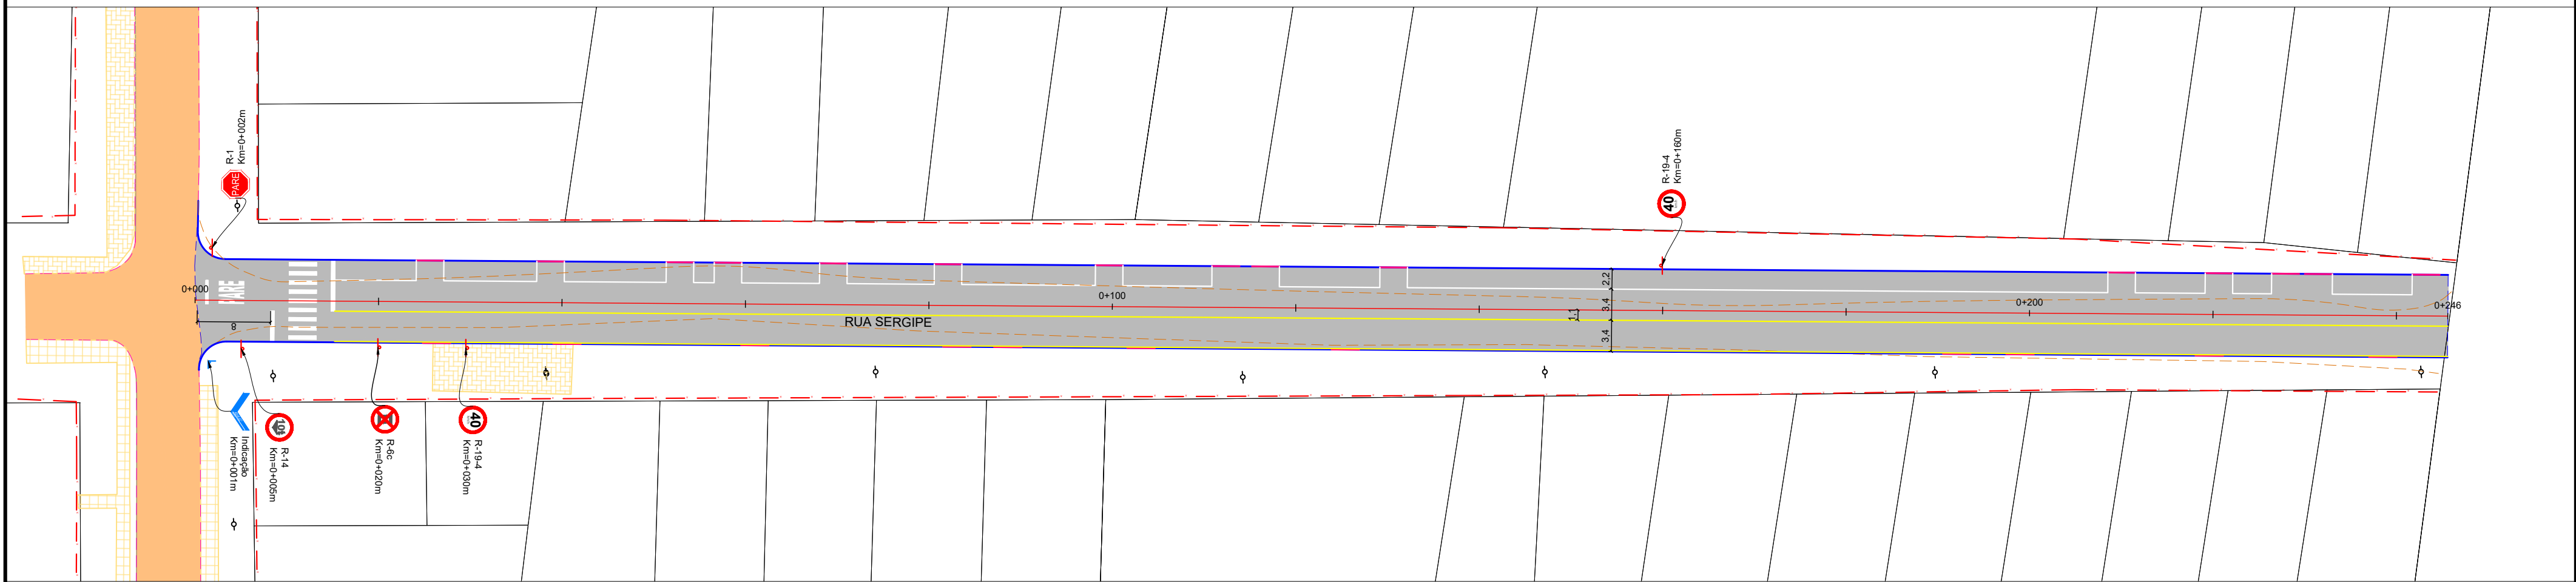 R-1
Km=0+002m
PARE
R-19-4
Km=0+160m
40
0+000
PARE
8
0+100
RUA SERGIPE
1,1
2,2
3,4
3,4
0+200
0+246
Indicação
Km=0+001m
10t
R-14
Km=0+005m
R-6c
Km=0+020m
40
R-19-4
Km=0+030m